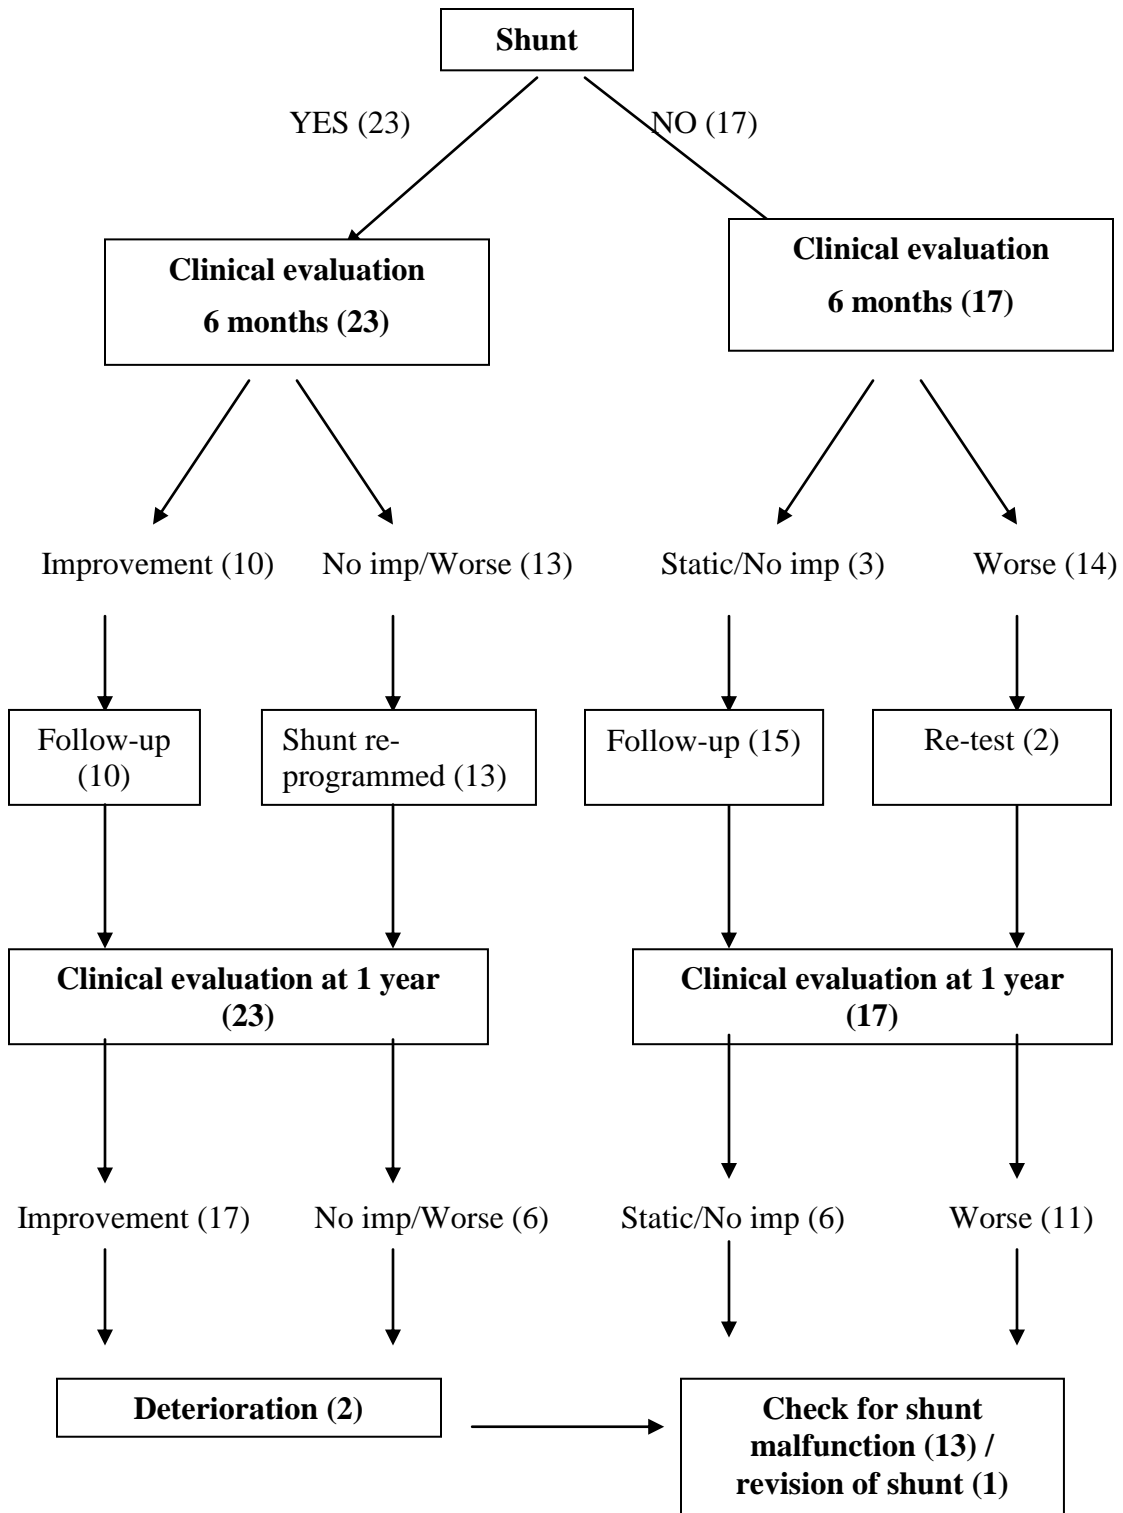 Shunt
YES (23)
NO (17)
Clinical evaluation
6 months (23)
Clinical evaluation
6 months (17)
Improvement (10)
No imp/Worse (13)
Static/No imp (3)
Worse (14)
Follow-up
(10)
Shunt re-
programmed (13)
Follow-up (15)
Re-test (2)
Clinical evaluation at 1 year
(23)
Clinical evaluation at 1 year
(17)
Improvement (17)
No imp/Worse (6)
Static/No imp (6)
Worse (11)
Deterioration (2)
Check for shunt
malfunction (13) /
revision of shunt (1)